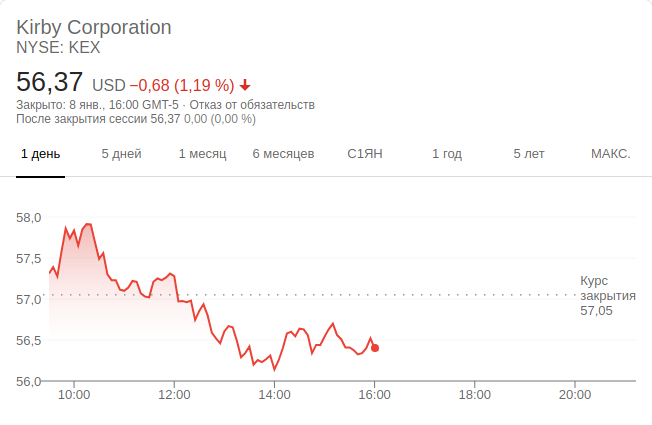 Kirby Corporation
NYSE: KEX
56,37 USD −0,68 (1,19 %)
Закрыто: 8 янв., 16:00 GMT-5 · Отказ от обязательств
После закрытия сессии 56,37 0,00 (0,00 %)
1 день 5 дней 1 месяц 6 месяцев С1ЯН 1 год 5 лет МАКС.
58,0
57,5
57,0
56,5
56,0
Курс
закрытия
57,05
10:00 12:00 14:00 16:00 18:00 20:00